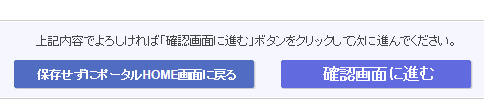 上記内容でよろしければ「確認画面に進む」ボタンをクリックして次に進んでください。
保存せずにポータルHOME画面に戻る
確認画面に進む